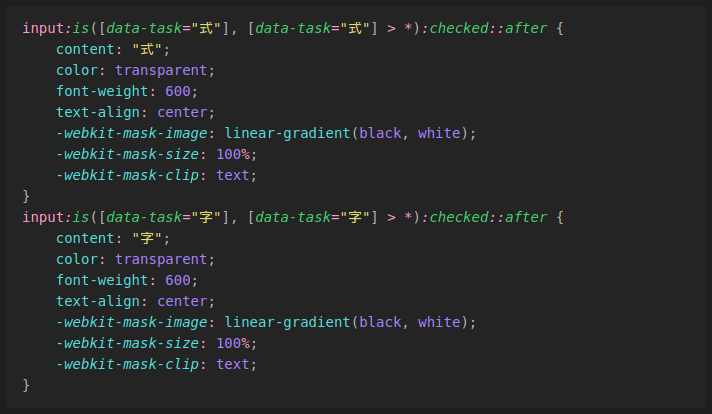 input:is([data-task="式"], [data-task="式"] > *):checked::after {
    content: "式";
    color: transparent;
    font-weight: 600;
    text-align: center;
    -webkit-mask-image: linear-gradient(black, white);
    -webkit-mask-size: 100%;
    -webkit-mask-clip: text;
}
input:is([data-task="字"], [data-task="字"] > *):checked::after {
    content: "字";
    color: transparent;
    font-weight: 600;
    text-align: center;
    -webkit-mask-image: linear-gradient(black, white);
    -webkit-mask-size: 100%;
    -webkit-mask-clip: text;
}